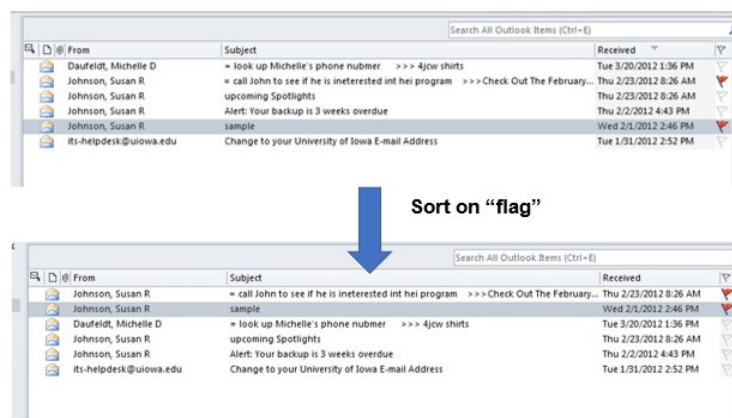 Search All Outlook Items (Ctrl+E)
From Subject Received
Daufeldt, Michelle D = look up Michelle's phone nubmer >>> 4jcw shirts Tue 3/20/2012 1:36 PM
Johnson, Susan R = call John to see if he is ineterested int hei program >>>Check Out The February... Thu 2/23/2012 8:26 AM
Johnson, Susan R upcoming Spotlights Thu 2/23/2012 8:26 AM
Johnson, Susan R Alert: Your backup is 3 weeks overdue Thu 2/2/2012 4:43 PM
Johnson, Susan R sample Wed 2/1/2012 2:46 PM
its-helpdesk@uiowa.edu Change to your University of Iowa E-mail Address Tue 1/31/2012 2:52 PM
Sort on “flag”
Search All Outlook Items (Ctrl+E)
From Subject Received
Johnson, Susan R = call John to see if he is ineterested int hei program >>>Check Out The February... Thu 2/23/2012 8:26 AM
Johnson, Susan R sample Wed 2/1/2012 2:46 PM
Daufeldt, Michelle D = look up Michelle's phone nubmer >>> 4jcw shirts Tue 3/20/2012 1:36 PM
Johnson, Susan R upcoming Spotlights Thu 2/23/2012 8:26 AM
Johnson, Susan R Alert: Your backup is 3 weeks overdue Thu 2/2/2012 4:43 PM
its-helpdesk@uiowa.edu Change to your University of Iowa E-mail Address Tue 1/31/2012 2:52 PM